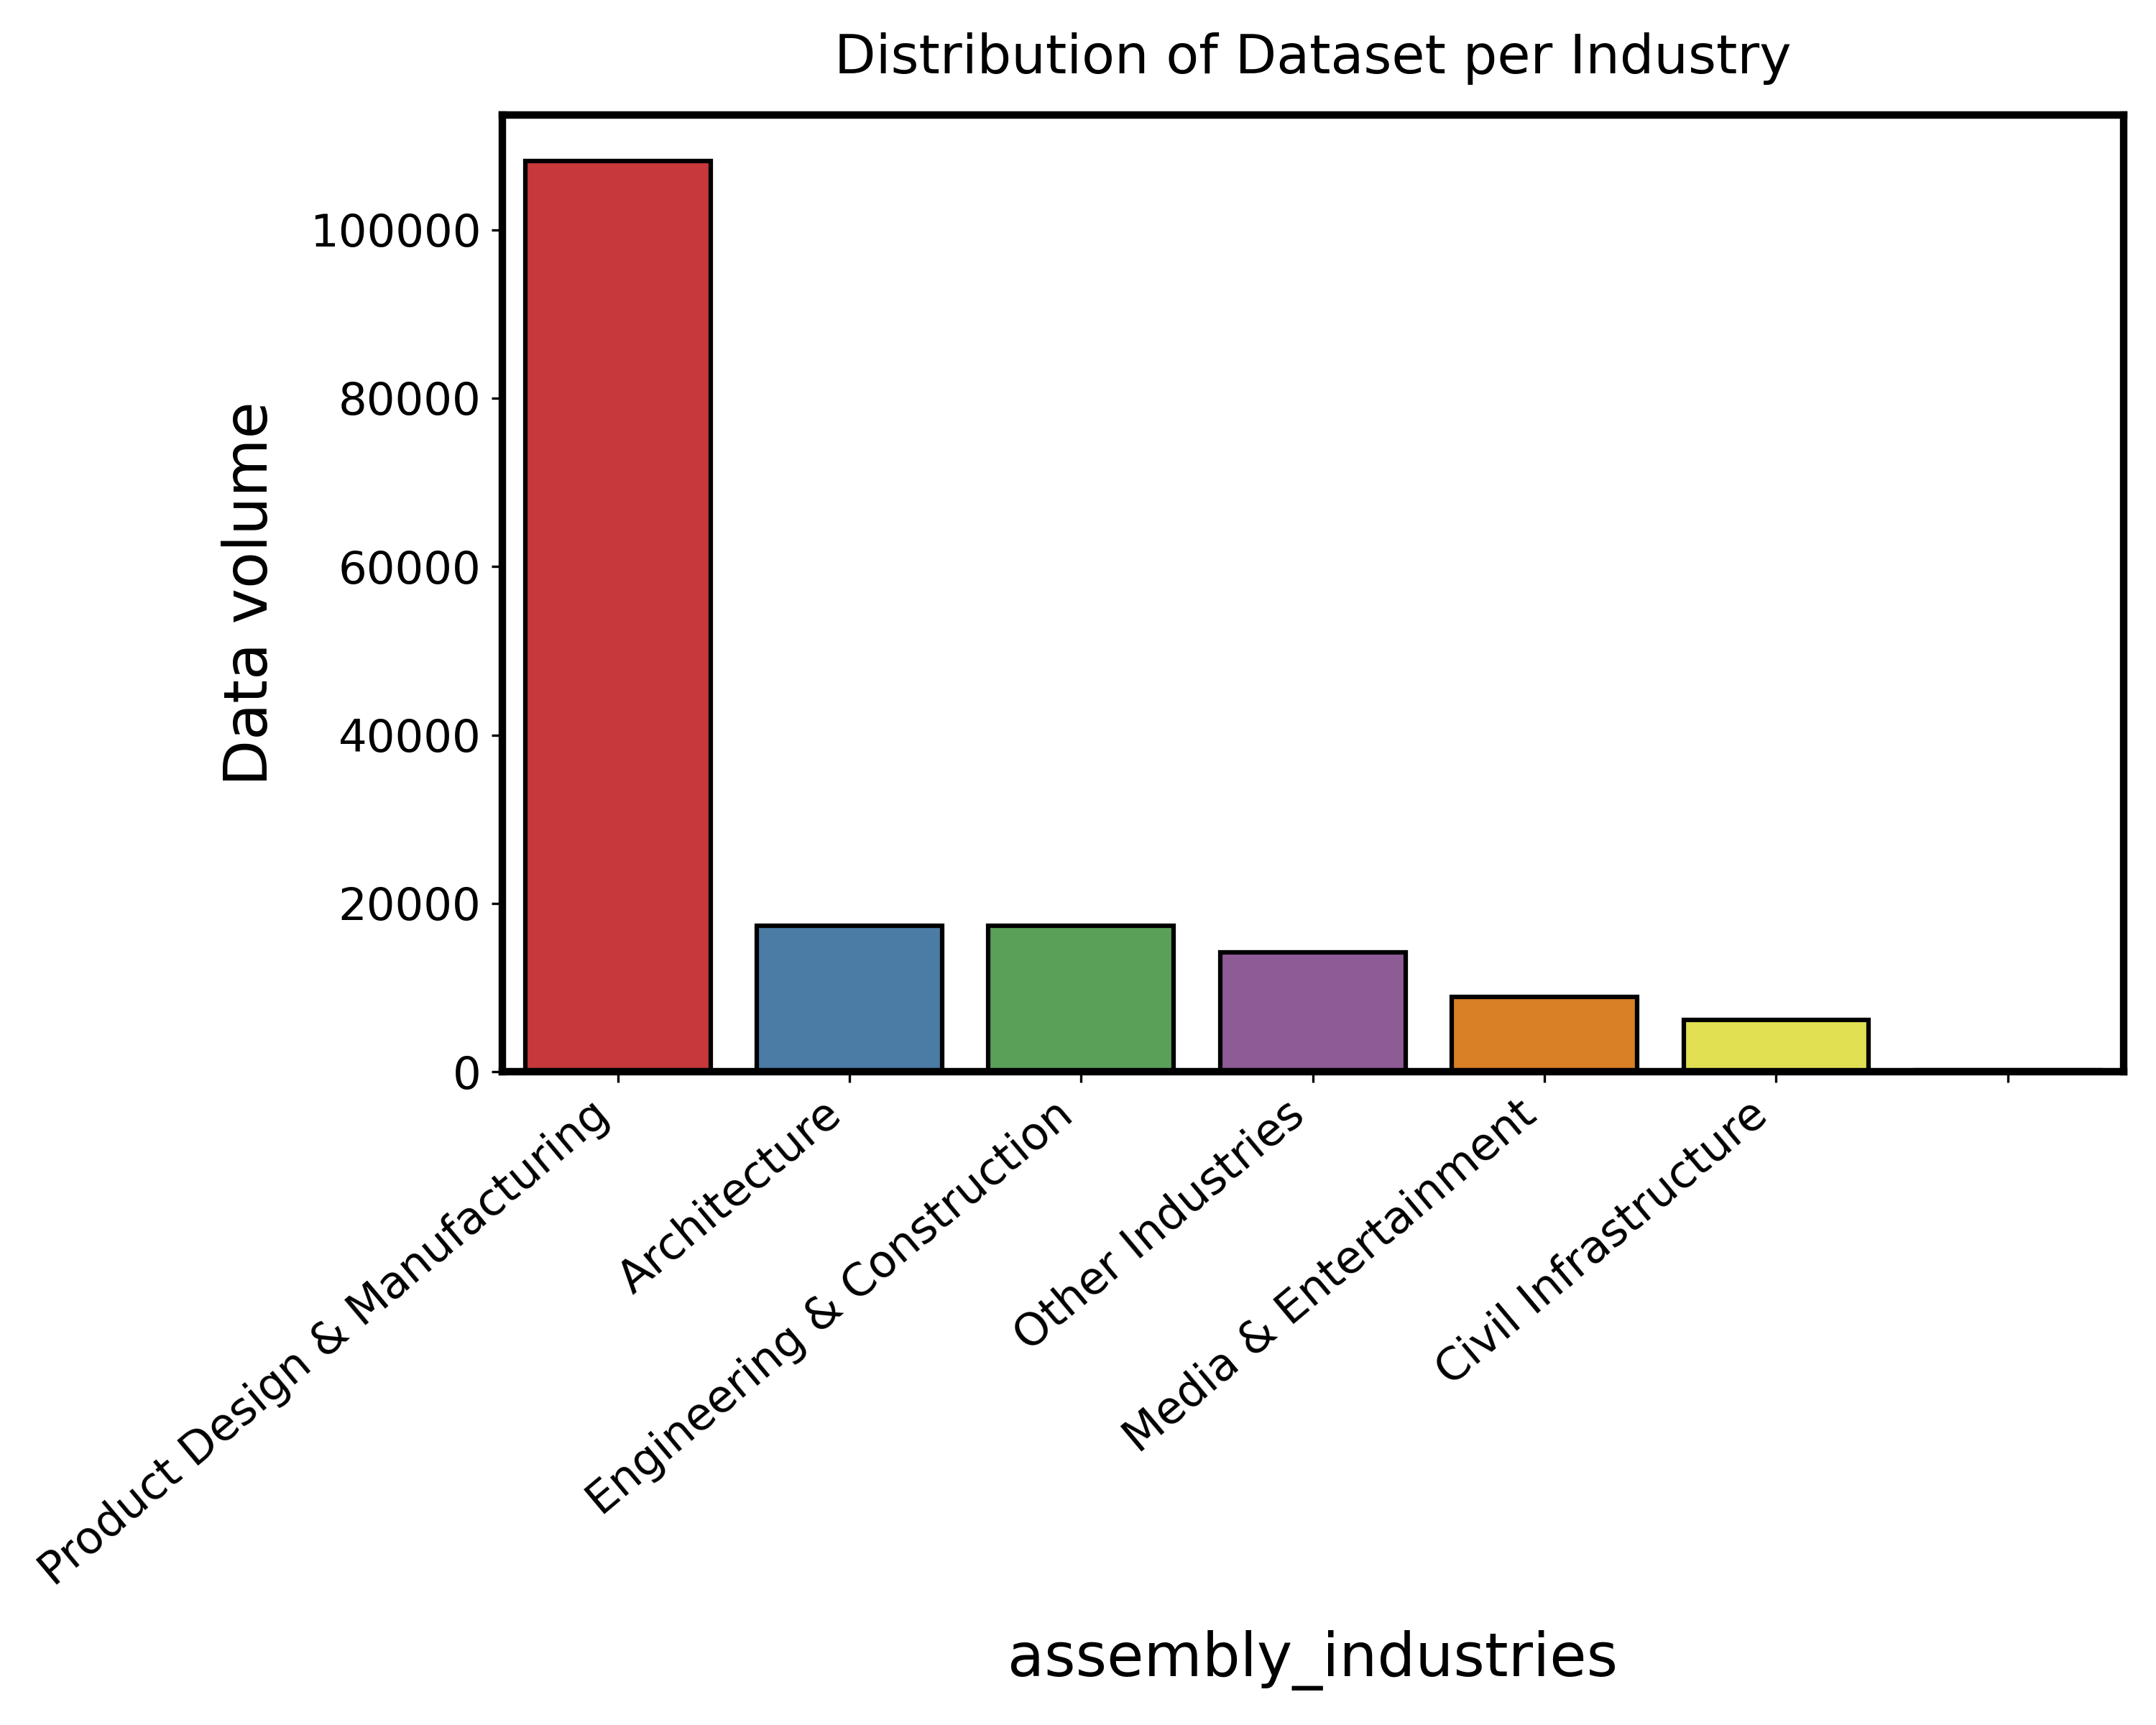 Distribution of Dataset per Industry
Data volume
100000
80000
60000
40000
20000
0
Product Design & Manufacturing
Architecture
Engineering & Construction
Other Industries
Media & Entertainment
Civil Infrastructure
assembly_industries